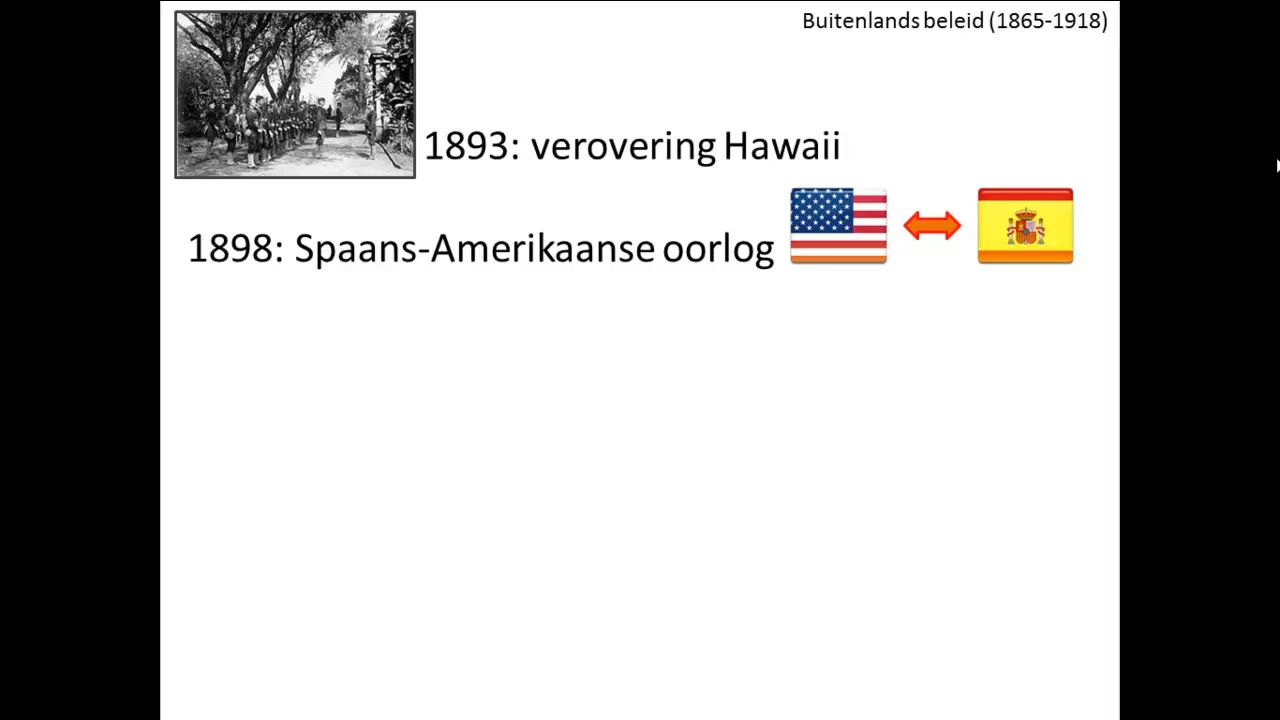 Buitenlands beleid (1865-1918)
1893: verovering Hawaii
1898: Spaans-Amerikaanse oorlog